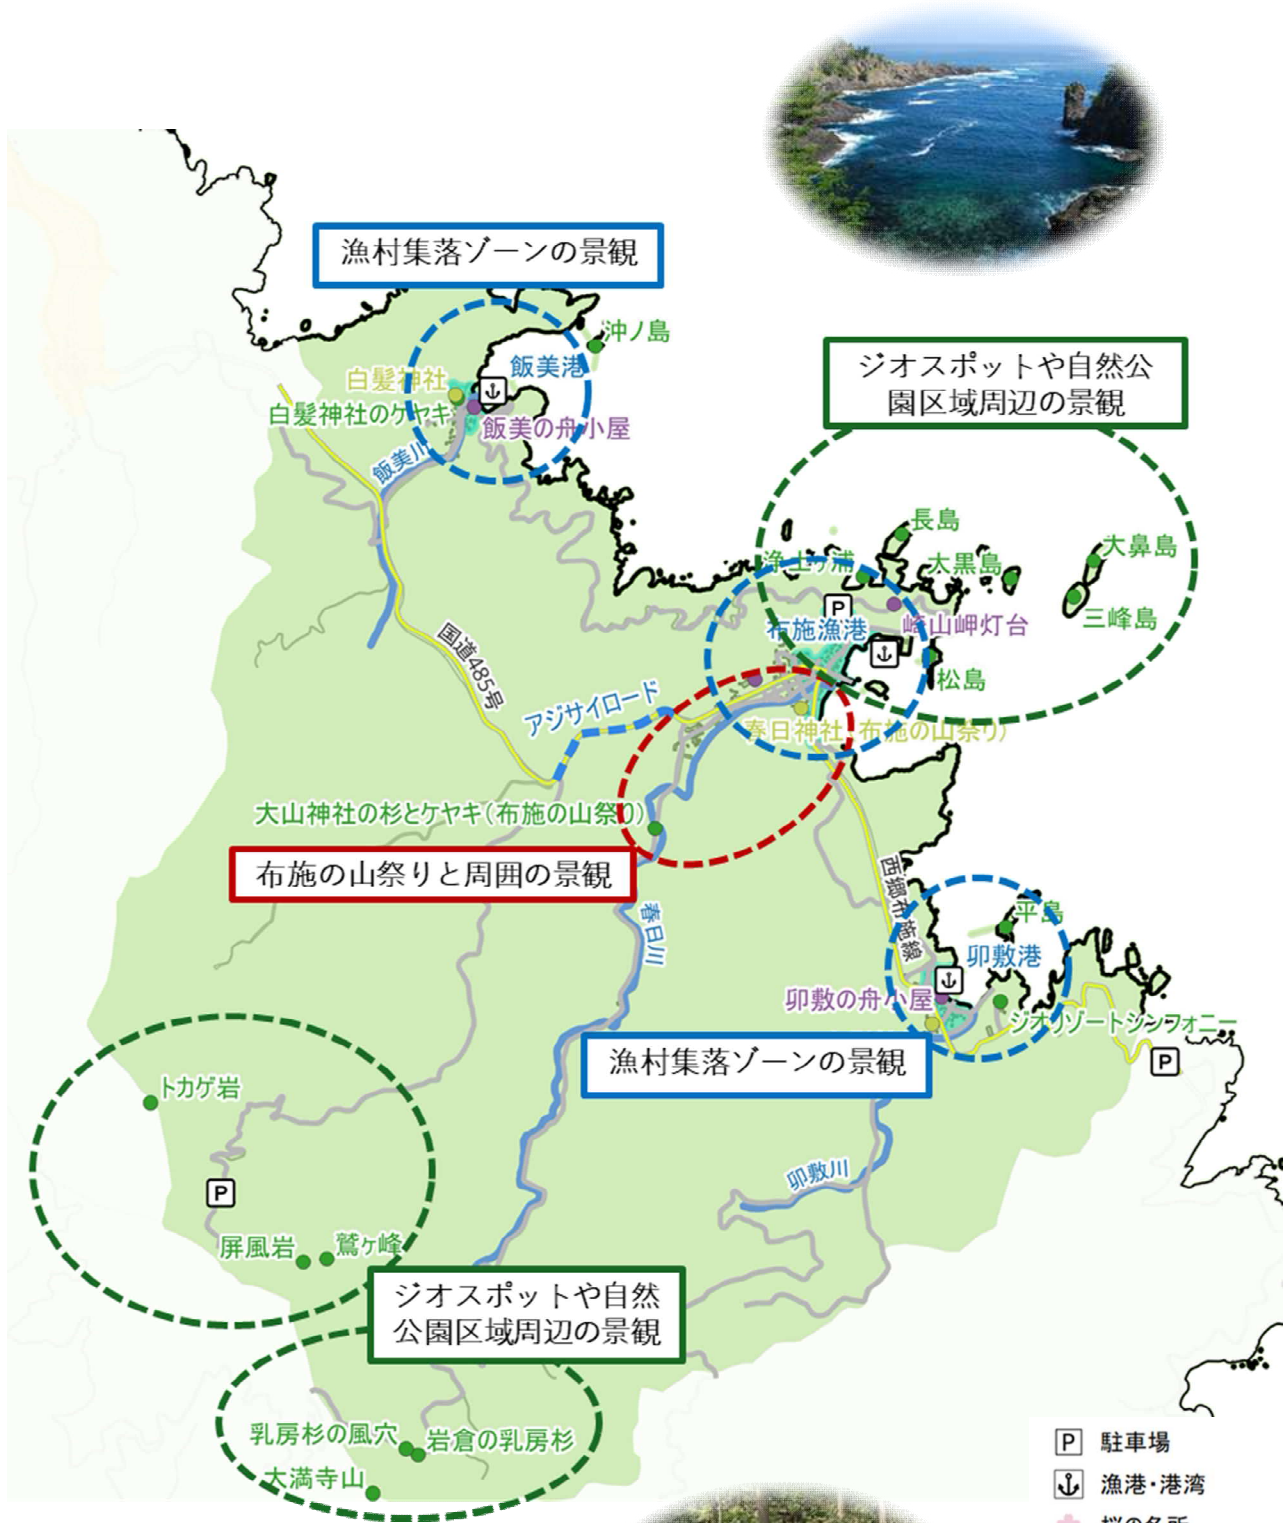 漁村集落ゾーンの景観
沖ノ島
飯美港
白髪神社
白髪神社のケヤキ
飯美の舟小屋
飯美川
ジオスポットや自然公
園区域周辺の景観
長島
大鼻島
浄土ヶ浦
大黒島
三峰島
P
布施漁港
崎山岬灯台
松島
国道485号
アジサイロード
春日神社(布施の山祭り)
大山神社の杉とケヤキ(布施の山祭り)
布施の山祭りと周囲の景観
西郷布施線
春日川
平島
卯敷港
卯敷の舟小屋
ジオリゾートシンフォニー
漁村集落ゾーンの景観
P
トカゲ岩
P
卯敷川
屏風岩
鷲ヶ峰
ジオスポットや自然
公園区域周辺の景観
乳房杉の風穴
岩倉の乳房杉
大満寺山
P 駐車場
漁港・港湾
桜の名所